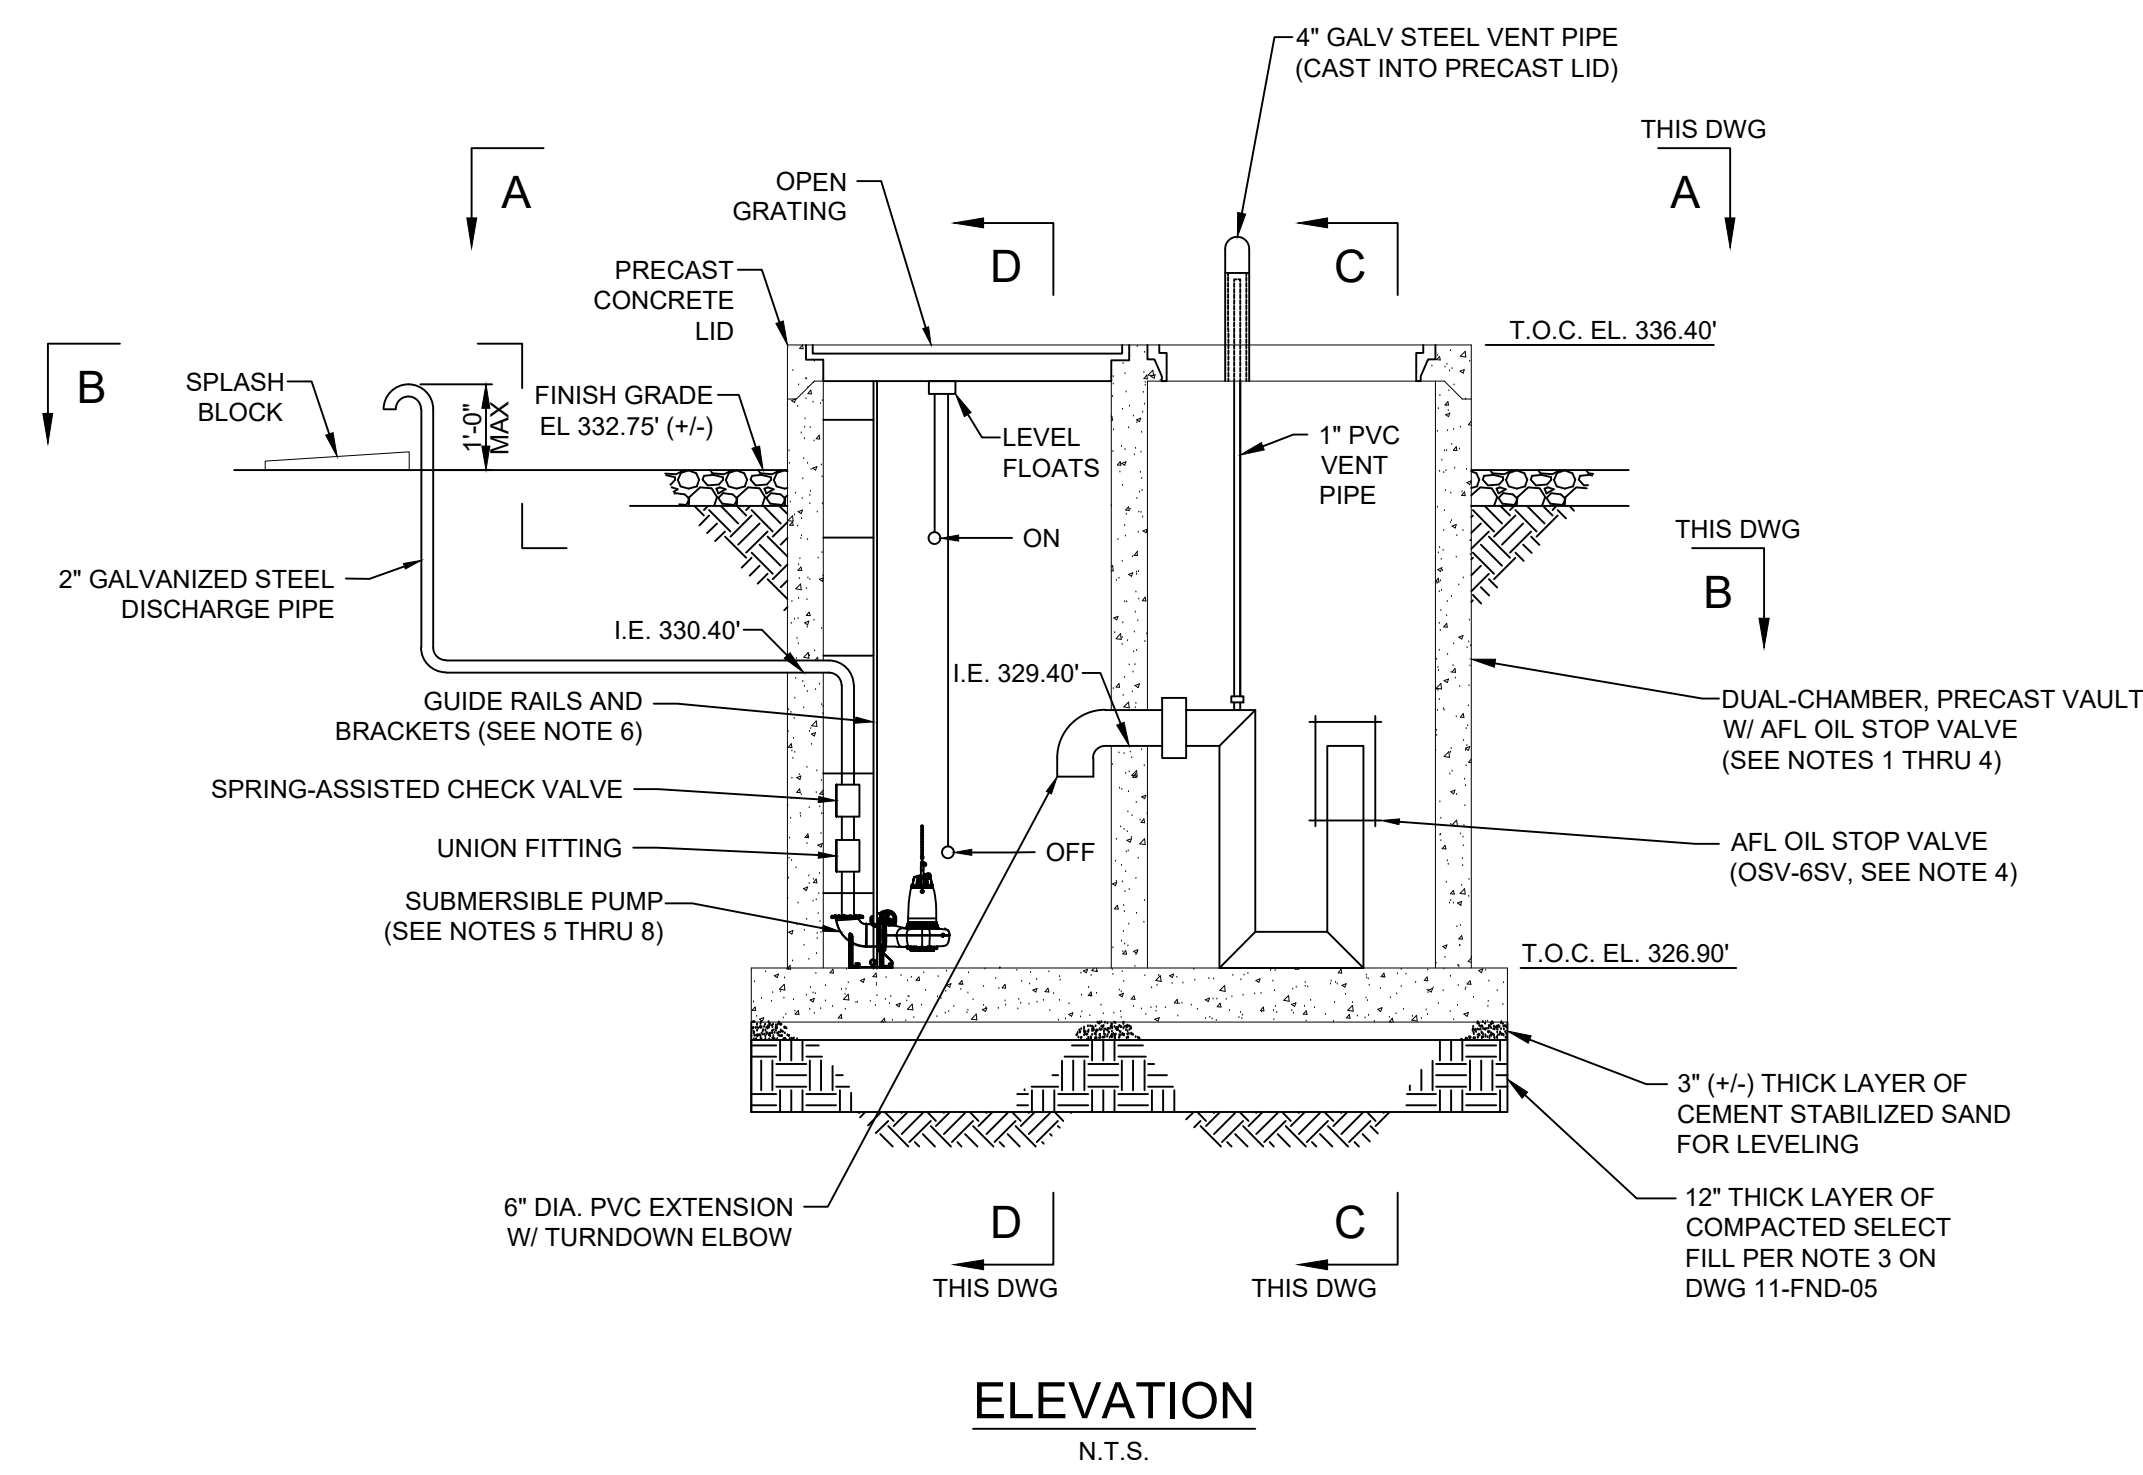 4" GALV STEEL VENT PIPE
(CAST INTO PRECAST LID)
THIS DWG
A
A
OPEN
GRATING
D
C
PRECAST
CONCRETE
LID
T.O.C. EL. 336.40'
B
SPLASH
BLOCK
1'-0"
MAX
FINISH GRADE
EL 332.75' (+/-)
LEVEL
FLOATS
1" PVC
VENT
PIPE
ON
THIS DWG
B
2" GALVANIZED STEEL
DISCHARGE PIPE
I.E. 330.40'
I.E. 329.40'
GUIDE RAILS AND
BRACKETS (SEE NOTE 6)
DUAL-CHAMBER, PRECAST VAULT
W/ AFL OIL STOP VALVE
(SEE NOTES 1 THRU 4)
SPRING-ASSISTED CHECK VALVE
UNION FITTING
OFF
AFL OIL STOP VALVE
(OSV-6SV, SEE NOTE 4)
SUBMERSIBLE PUMP
(SEE NOTES 5 THRU 8)
T.O.C. EL. 326.90'
3" (+/-) THICK LAYER OF
CEMENT STABILIZED SAND
FOR LEVELING
6" DIA. PVC EXTENSION
W/ TURNDOWN ELBOW
D
THIS DWG
C
THIS DWG
12" THICK LAYER OF
COMPACTED SELECT
FILL PER NOTE 3 ON
DWG 11-FND-05
ELEVATION
N.T.S.